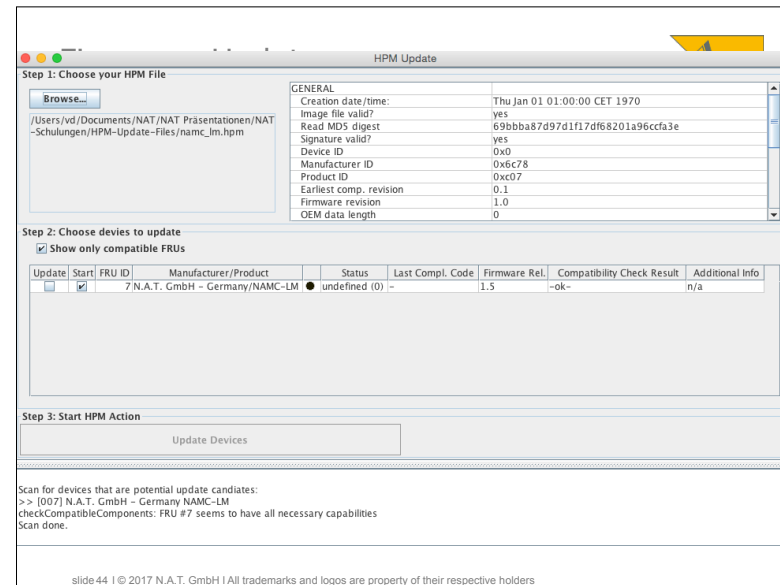 HPM Update
Step 1: Choose your HPM File
Browse...
/Users/vd/Documents/NAT/NAT Präsentationen/NAT
-Schulungen/HPM-Update-Files/namc_lm.hpm
GENERAL
Creation date/time: Thu Jan 01 01:00:00 CET 1970
Image file valid? yes
Read MD5 digest 69bbba87d97d1f17df68201a96ccfa3e
Signature valid? yes
Device ID 0x0
Manufacturer ID 0x6c78
Product ID 0xc07
Earliest comp. revision 0.1
Firmware revision 1.0
OEM data length 0
Step 2: Choose devies to update
Show only compatible FRUs
Update Start FRU ID Manufacturer/Product Status Last Compl. Code Firmware Rel. Compatibility Check Result Additional Info
7 N.A.T. GmbH - Germany/NAMC-LM undefined (0) - 1.5 -ok- n/a
Step 3: Start HPM Action
Update Devices
Scan for devices that are potential update candiates:
>> [007] N.A.T. GmbH - Germany NAMC-LM
checkCompatibleComponents: FRU #7 seems to have all necessary capabilities
Scan done.
slide 44 I © 2017 N.A.T. GmbH I All trademarks and logos are property of their respective holders